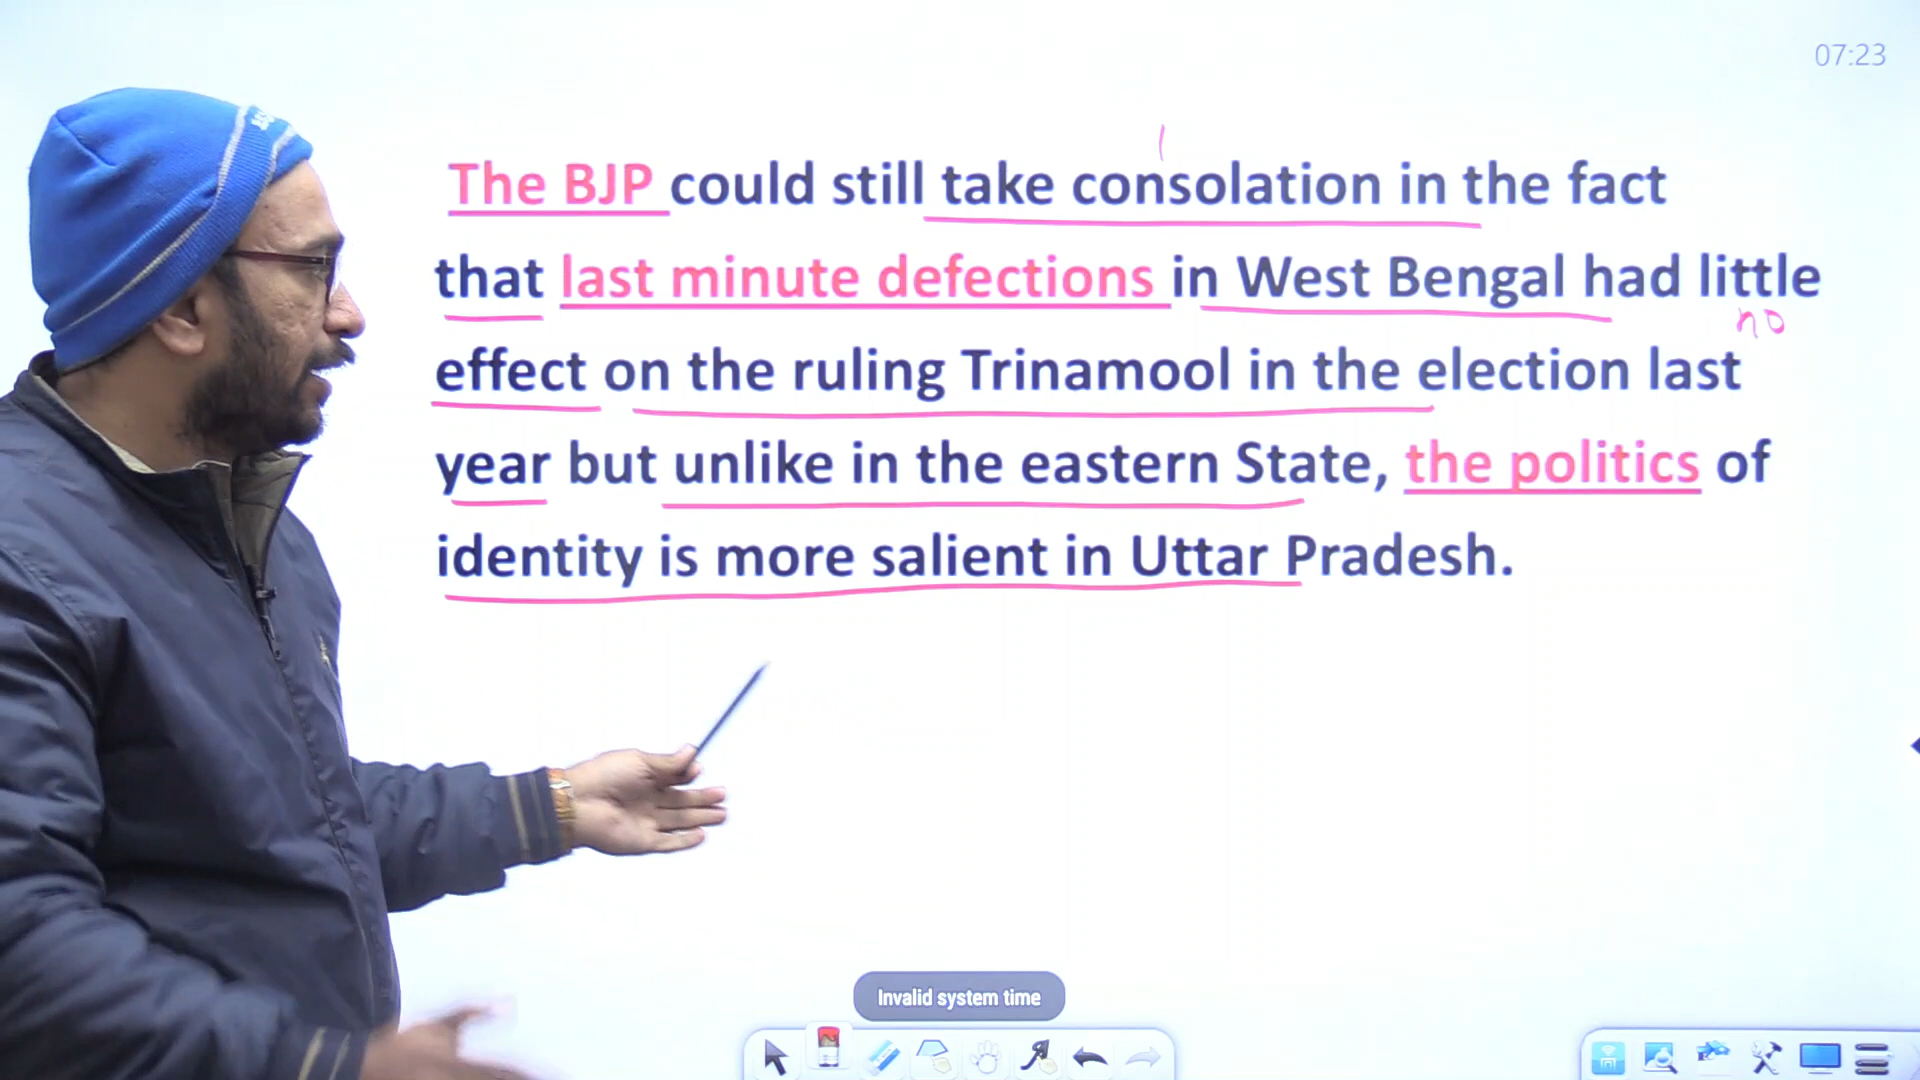 07:23
The BJP could still take consolation in the fact
that last minute defections in West Bengal had little
no
effect on the ruling Trinamool in the election last
year but unlike in the eastern State, the politics of
identity is more salient in Uttar Pradesh.
Invalid system time